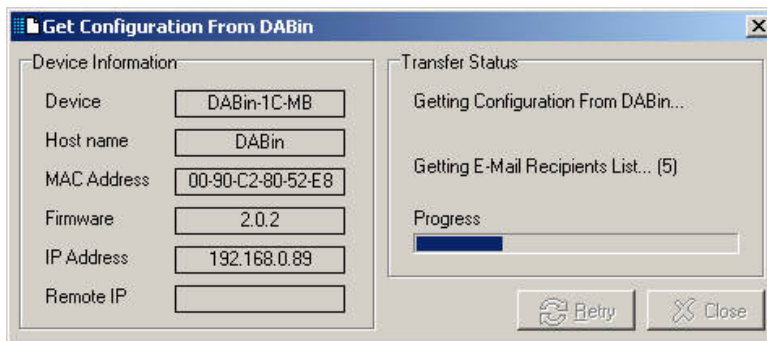 Get Configuration From DABin
Device Information
Device DABin-1C-MB
Host name DABin
MAC Address 00-90-C2-80-52-E8
Firmware 2.0.2
IP Address 192.168.0.89
Remote IP
Transfer Status
Getting Configuration From DABin...
Getting E-Mail Recipients List... (5)
Progress
Retry
Close